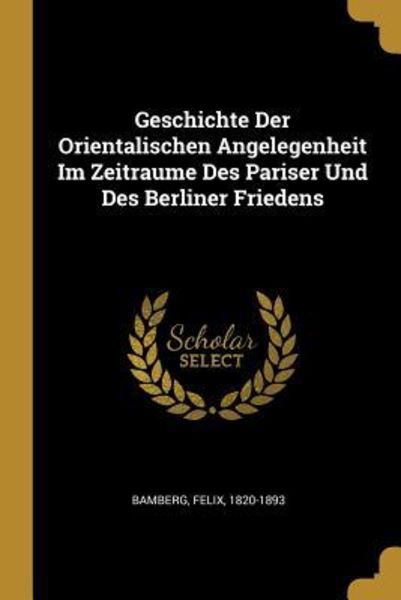 Geschichte Der
Orientalischen Angelegenheit
Im Zeitraume Des Pariser Und
Des Berliner Friedens
Scholar
SELECT
BAMBERG, FELIX, 1820-1893